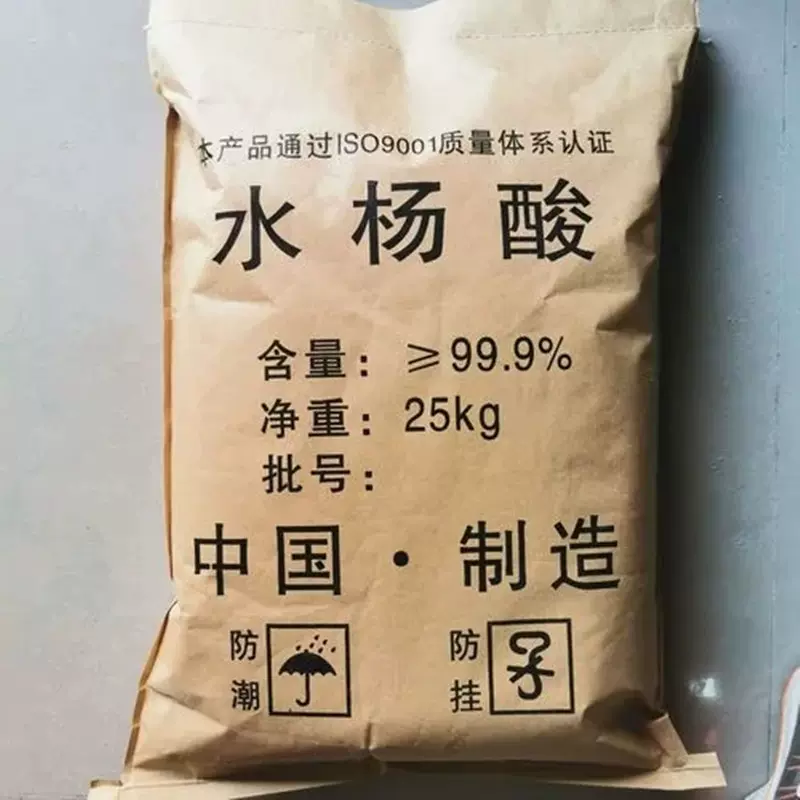 本产品通过ISO9001质量体系认证
水杨酸
含量：≥99.9%
净重：25kg
批号：
中国·制造
防潮
防挂